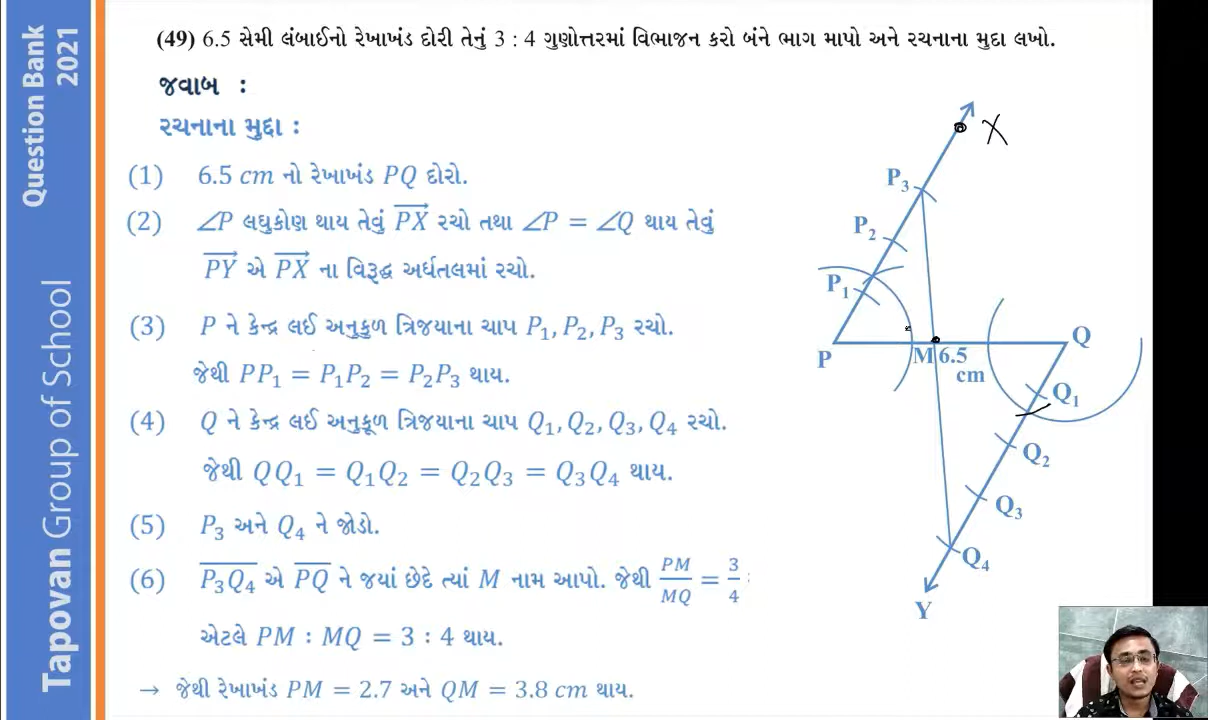 Question Bank
2021
Tapovan Group of School
(49) 6.5 સેમી લંબાઈનો રેખાખંડ દોરી તેનું 3 : 4 ગુણોત્તરમાં વિભાજન કરો બંને ભાગ માપો અને રચનાના મુદ્દા લખો.
જવાબ :
રચનાના મુદ્દા :
(1) 6.5 cm નો રેખાખંડ PQ દોરો.
(2) ∠P લઘુકોણ થાય તેવું PX રચો તથા ∠P = ∠Q થાય તેવું
PY એ PX ના વિરૂદ્ધ અર્ધતલમાં રચો.
(3) P ને કેન્દ્ર લઈ અનુકુળ ત્રિજયાના ચાપ P₁, P₂, P₃ રચો.
જેથી PP₁ = P₁P₂ = P₂P₃ થાય.
(4) Q ને કેન્દ્ર લઈ અનુકૂળ ત્રિજયાના ચાપ Q₁, Q₂, Q₃, Q₄ રચો.
જેથી QQ₁ = Q₁Q₂ = Q₂Q₃ = Q₃Q₄ થાય.
(5) P₃ અને Q₄ ને જોડો.
(6) P₃Q₄ એ PQ ને જયાં છેદે ત્યાં M નામ આપો. જેથી PM/MQ = 3/4
એટલે PM : MQ = 3 : 4 થાય.
→ જેથી રેખાખંડ PM = 2.7 અને QM = 3.8 cm થાય.
X
P₃
P₂
P₁
P
M 6.5
cm
Q
Q₁
Q₂
Q₃
Q₄
Y